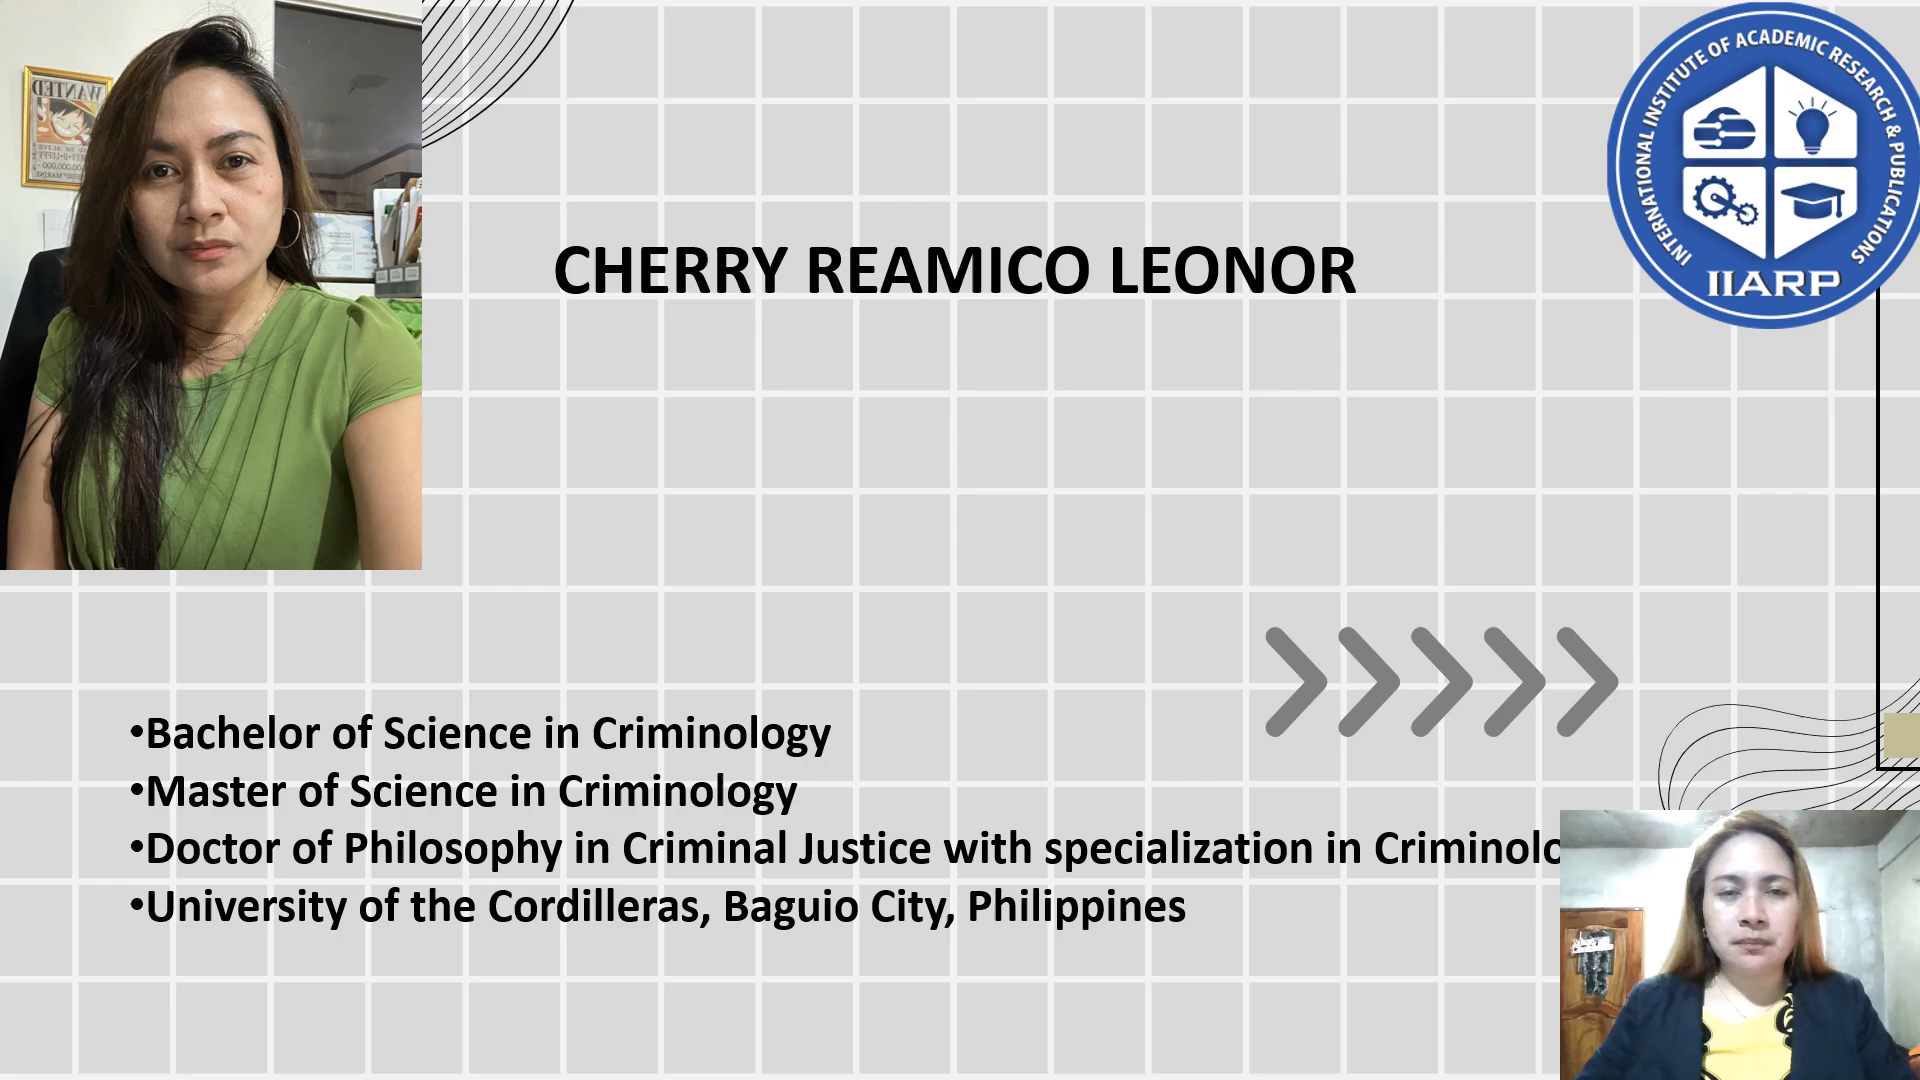 WANTED
INTERNATIONAL INSTITUTE OF ACADEMIC RESEARCH & PUBLICATIONS
IIARP
CHERRY REAMICO LEONOR
•Bachelor of Science in Criminology
•Master of Science in Criminology
•Doctor of Philosophy in Criminal Justice with specialization in Criminolo
•University of the Cordilleras, Baguio City, Philippines